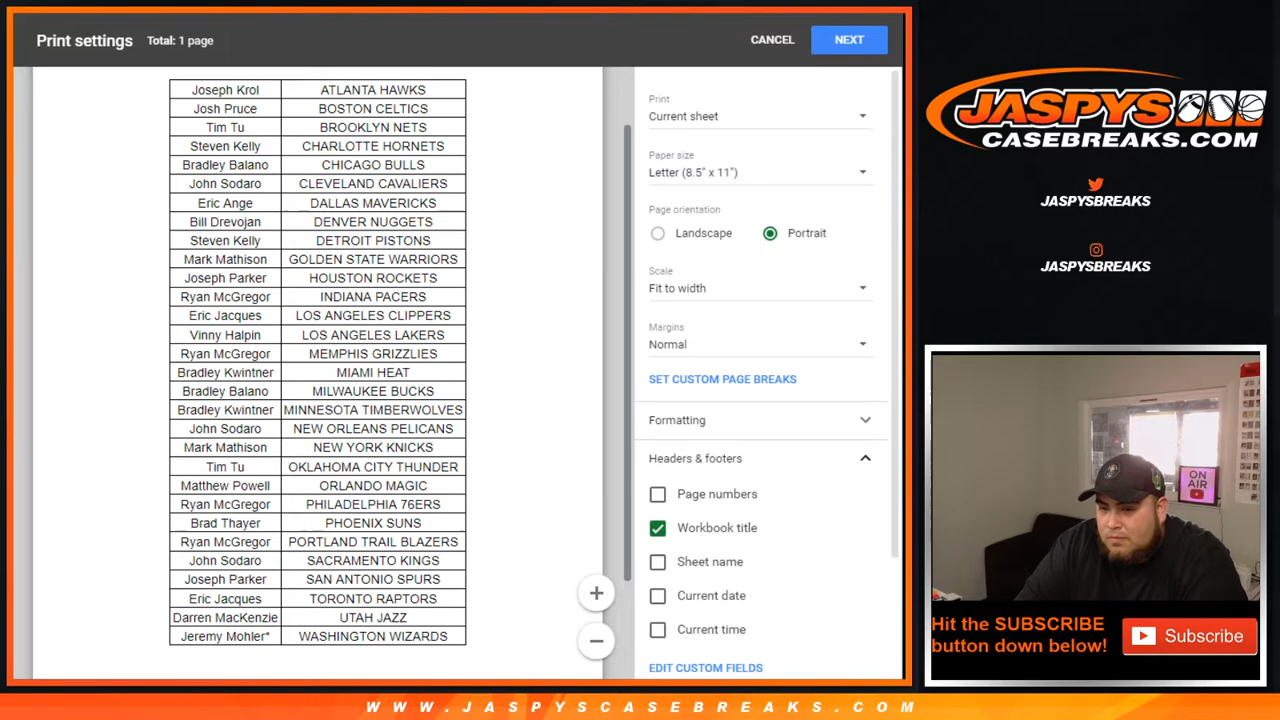 Print settings Total: 1 page CANCEL NEXT
Joseph Krol ATLANTA HAWKS
Josh Pruce BOSTON CELTICS
Tim Tu BROOKLYN NETS
Steven Kelly CHARLOTTE HORNETS
Bradley Balano CHICAGO BULLS
John Sodaro CLEVELAND CAVALIERS
Eric Ange DALLAS MAVERICKS
Bill Drevojan DENVER NUGGETS
Steven Kelly DETROIT PISTONS
Mark Mathison GOLDEN STATE WARRIORS
Joseph Parker HOUSTON ROCKETS
Ryan McGregor INDIANA PACERS
Eric Jacques LOS ANGELES CLIPPERS
Vinny Halpin LOS ANGELES LAKERS
Ryan McGregor MEMPHIS GRIZZLIES
Bradley Kwintner MIAMI HEAT
Bradley Balano MILWAUKEE BUCKS
Bradley Kwintner MINNESOTA TIMBERWOLVES
John Sodaro NEW ORLEANS PELICANS
Mark Mathison NEW YORK KNICKS
Tim Tu OKLAHOMA CITY THUNDER
Matthew Powell ORLANDO MAGIC
Ryan McGregor PHILADELPHIA 76ERS
Brad Thayer PHOENIX SUNS
Ryan McGregor PORTLAND TRAIL BLAZERS
John Sodaro SACRAMENTO KINGS
Joseph Parker SAN ANTONIO SPURS
Eric Jacques TORONTO RAPTORS
Darren MacKenzie UTAH JAZZ
Jeremy Mohler* WASHINGTON WIZARDS
Print
Current sheet
Paper size
Letter (8.5" x 11")
Page orientation
Landscape Portrait
Scale
Fit to width
Margins
Normal
SET CUSTOM PAGE BREAKS
Formatting
Headers & footers
Page numbers
Workbook title
Sheet name
Current date
Current time
EDIT CUSTOM FIELDS
JASPYS
CASEBREAKS.COM
JASPYSBREAKS
JASPYSBREAKS
ON
AIR
Hit the SUBSCRIBE
button down below!
Subscribe
WWW.JASPYSCASEBREAKS.COM